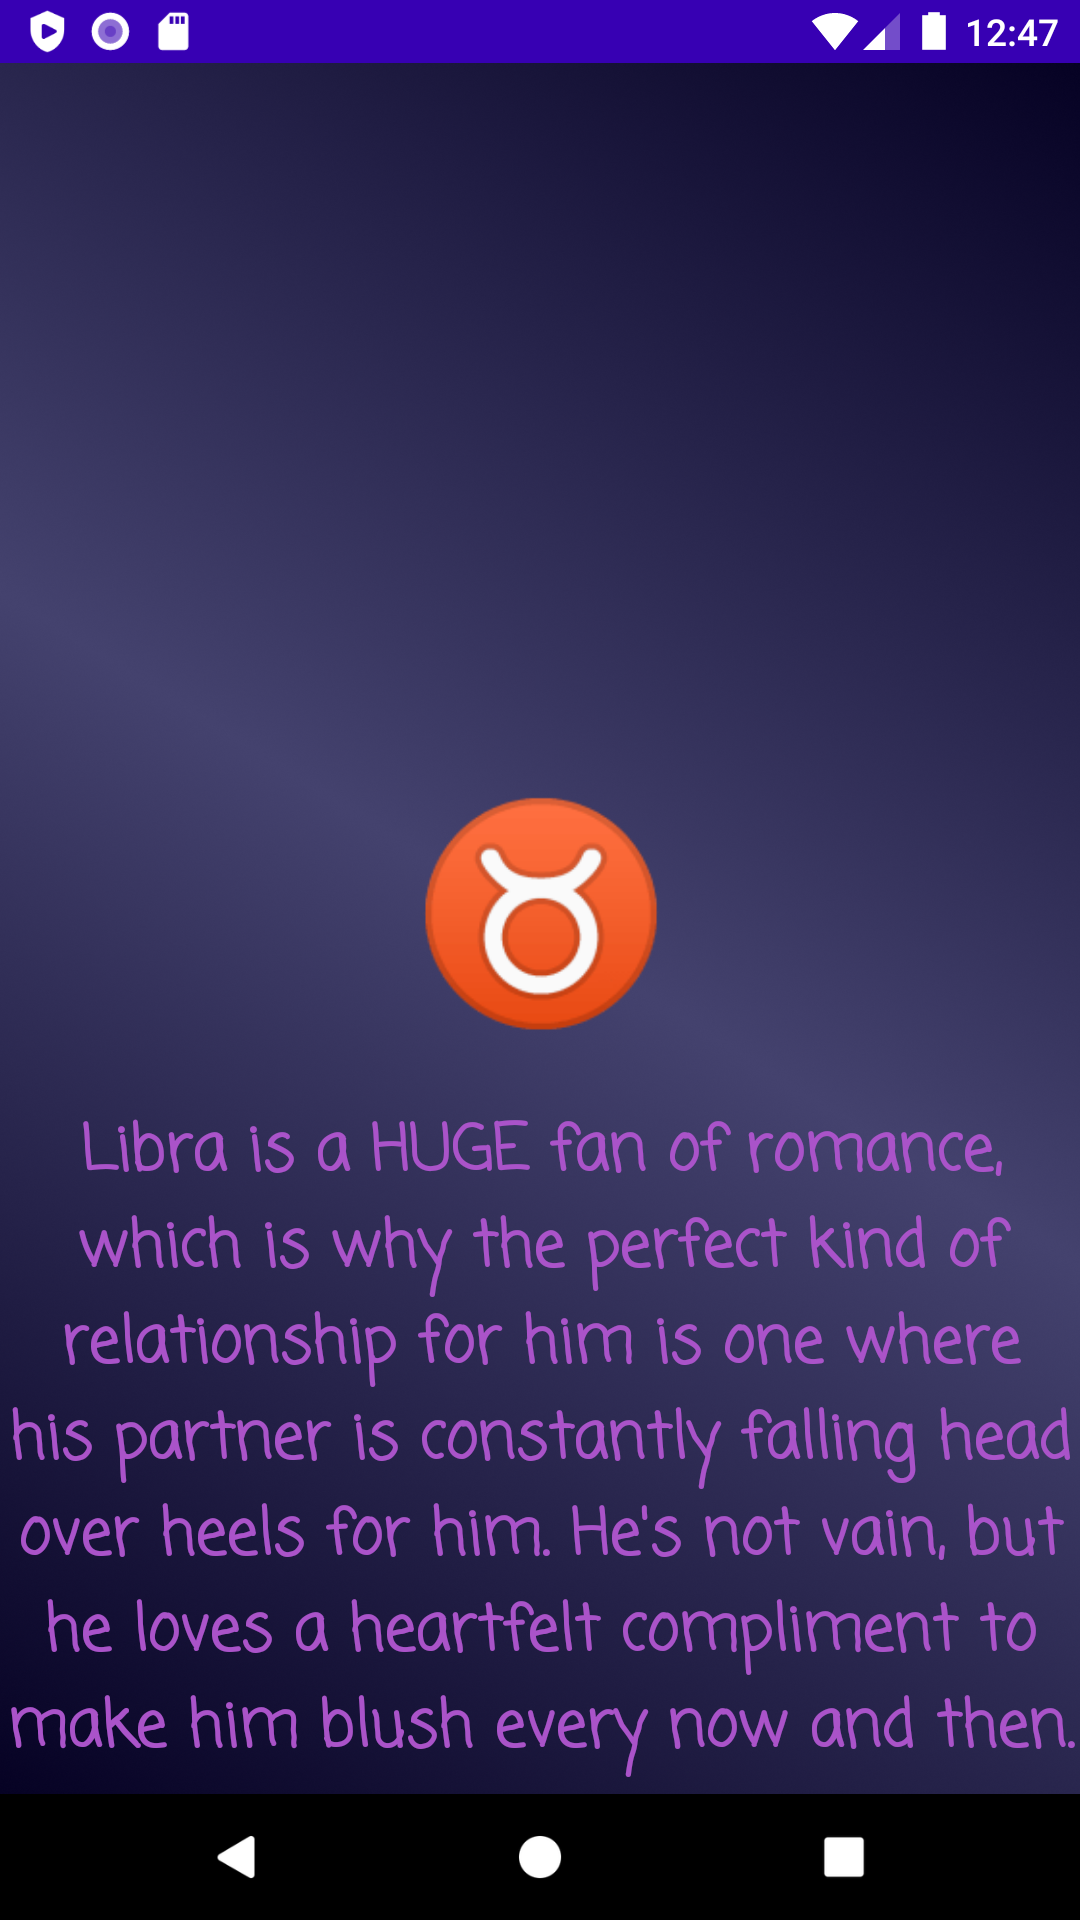 12:47
Libra is a HUGE fan of romance,
which is why the perfect kind of
relationship for him is one where
his partner is constantly falling head
over heels for him. He's not vain, but
he loves a heartfelt compliment to
make him blush every now and then.